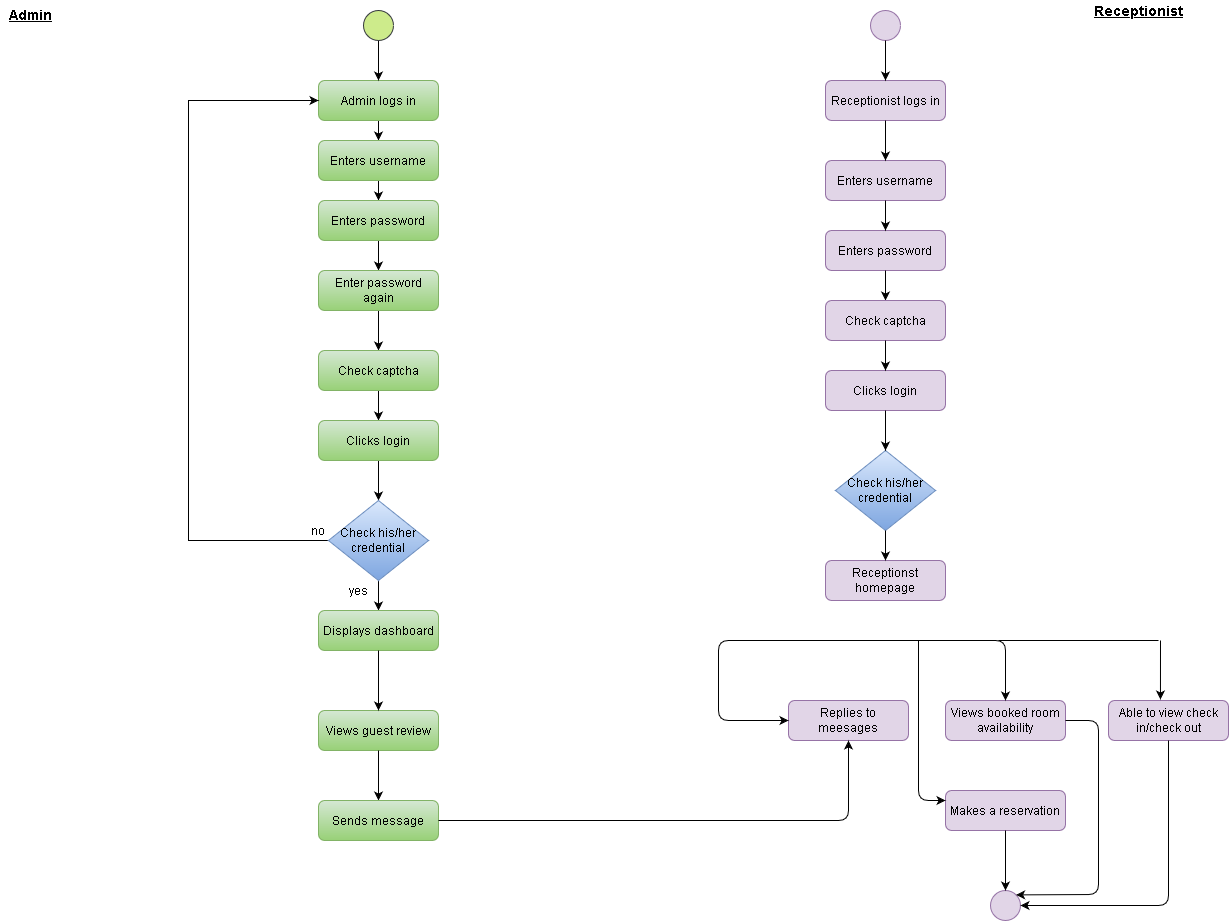 Admin
Admin logs in
Enters username
Enters password
Enter password
again
Check captcha
Clicks login
no
Check his/her
credential
yes
Displays dashboard
Views guest review
Sends message
Receptionist
Receptionist logs in
Enters username
Enters password
Check captcha
Clicks login
Check his/her
credential
Receptionst
homepage
Replies to
meesages
Views booked room
availability
Able to view check
in/check out
Makes a reservation